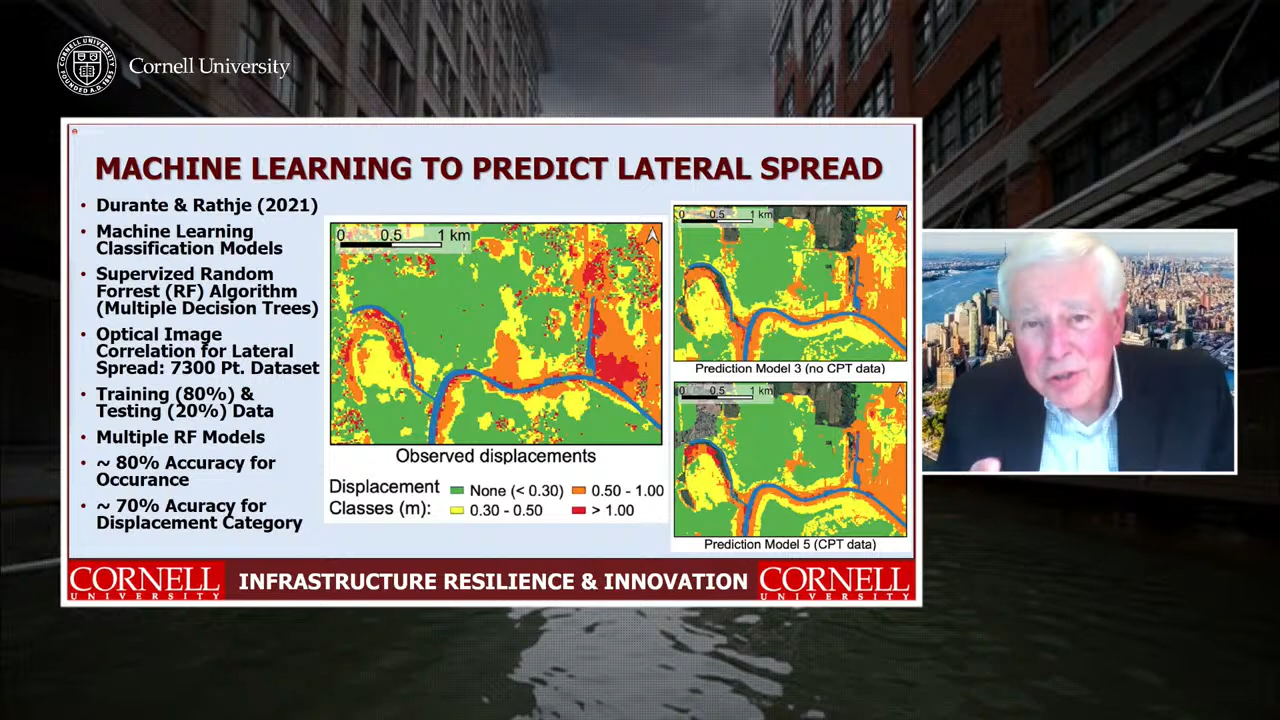 Cornell University
MACHINE LEARNING TO PREDICT LATERAL SPREAD
• Durante & Rathje (2021)
• Machine Learning
Classification Models
• Supervized Random
Forrest (RF) Algorithm
(Multiple Decision Trees)
• Optical Image
Correlation for Lateral
Spread: 7300 Pt. Dataset
• Training (80%) &
Testing (20%) Data
• Multiple RF Models
• ~ 80% Accuracy for
Occurance
• ~ 70% Acuracy for
Displacement Category
0 0.5 1 km
Observed displacements
Displacement
Classes (m):
None (< 0.30)
0.50 - 1.00
0.30 - 0.50
> 1.00
0 0.5 1 km
Prediction Model 3 (no CPT data)
0 0.5 1 km
Prediction Model 5 (CPT data)
CORNELL
UNIVERSITY
INFRASTRUCTURE RESILIENCE & INNOVATION
CORNELL
UNIVERSITY